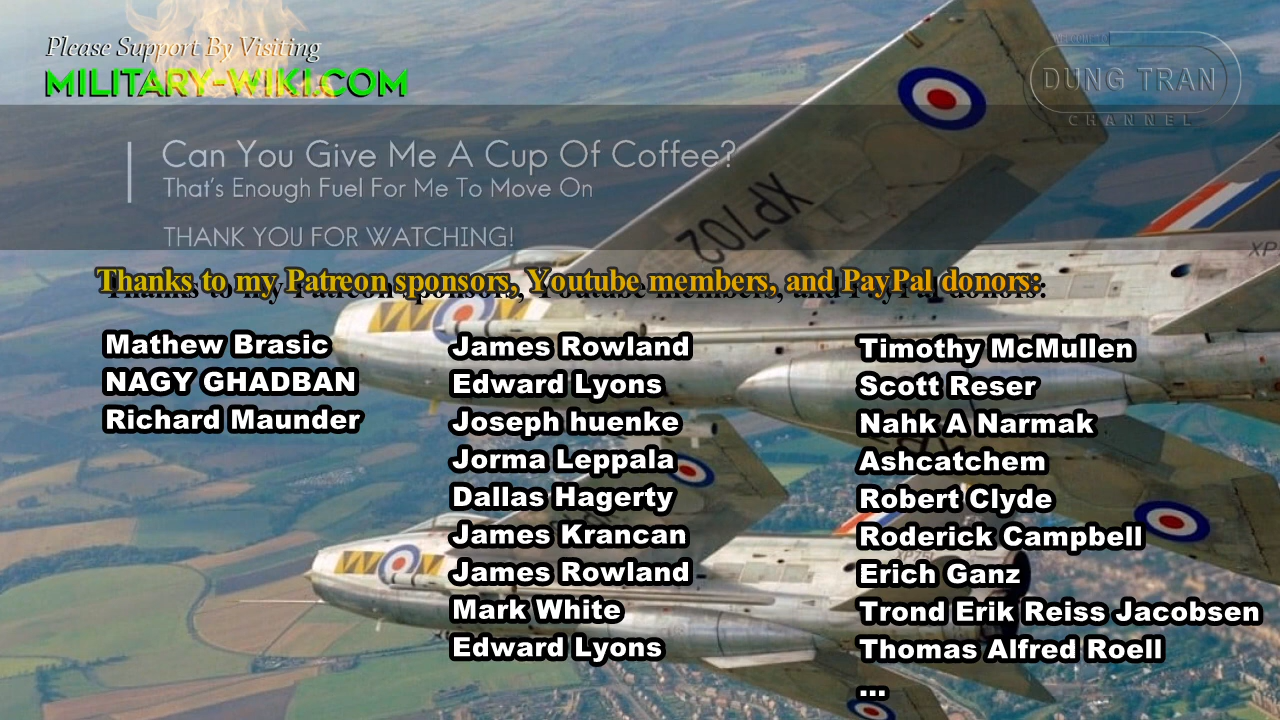 Please Support By Visiting
MILITARY-WIKI.COM
WELCOME TO
DUNG TRAN
CHANNEL
Can You Give Me A Cup Of Coffee?
That's Enough Fuel For Me To Move On
THANK YOU FOR WATCHING!
XP702
XP
Thanks to my Patreon sponsors, Youtube members, and PayPal donors:
Mathew Brasic
NAGY GHADBAN
Richard Maunder
James Rowland
Edward Lyons
Joseph huenke
Jorma Leppala
Dallas Hagerty
James Krancan
James Rowland
Mark White
Edward Lyons
Timothy McMullen
Scott Reser
Nahk A Narmak
Ashcatchem
Robert Clyde
Roderick Campbell
Erich Ganz
Trond Erik Reiss Jacobsen
Thomas Alfred Roell
...